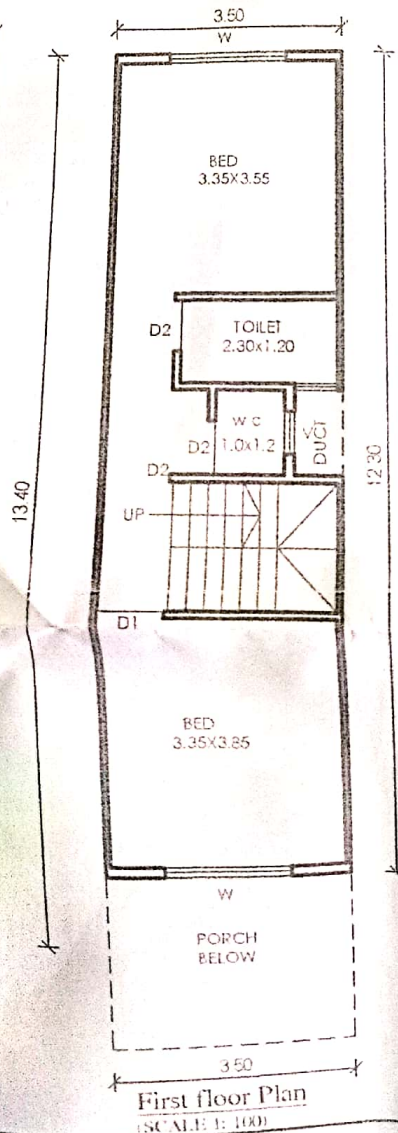 3.50
W
BED
3.35X3.55
D2
TOILET
2.30x1.20
W C
1.0x1.2
D2
V
DUCT
D2
UP
13.40
12.30
D1
BED
3.35X3.85
W
PORCH
BELOW
3.50
First floor Plan
(SCALE 1: 100)